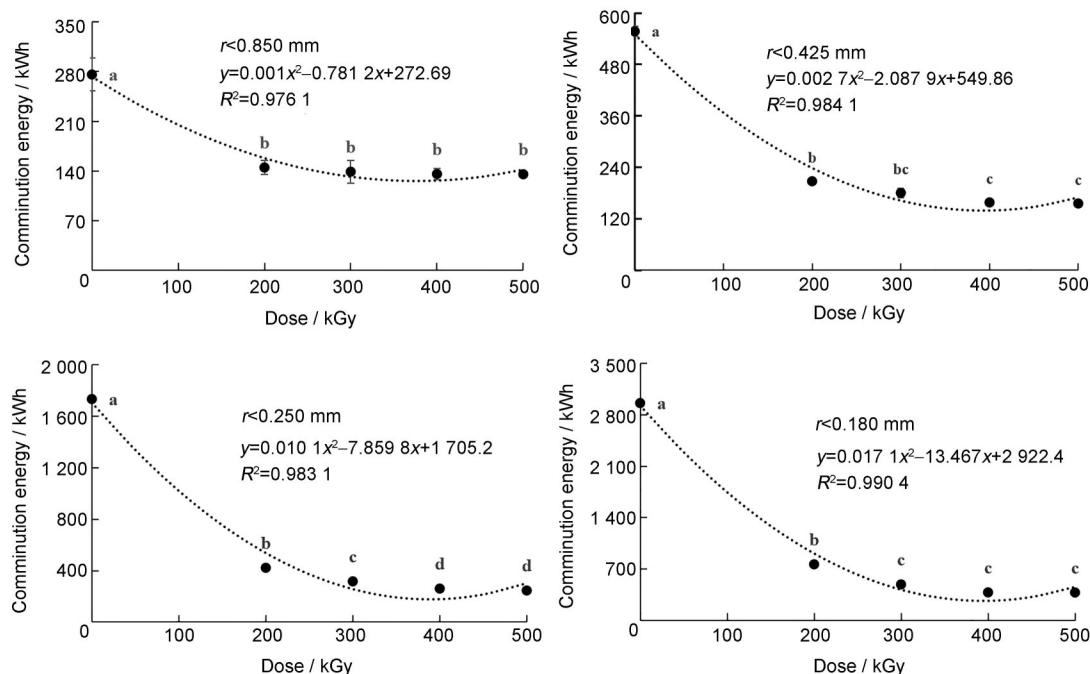 Comminution energy / kWh
350
280
210
140
70
0
100
200
300
400
500
Dose / kGy
r<0.850 mm
y=0.001x²−0.781 2x+272.69
R²=0.976 1
a
b
b
b
b
Comminution energy / kWh
600
480
360
240
120
0
100
200
300
400
500
Dose / kGy
r<0.425 mm
y=0.002 7x²−2.087 9x+549.86
R²=0.984 1
a
b
bc
c
c
Comminution energy / kWh
2 000
1 600
1 200
800
400
0
100
200
300
400
500
Dose / kGy
r<0.250 mm
y=0.010 1x²−7.859 8x+1 705.2
R²=0.983 1
a
b
c
d
d
Comminution energy / kWh
3 500
2 800
2 100
1 400
700
0
100
200
300
400
500
Dose / kGy
r<0.180 mm
y=0.017 1x²−13.467x+2 922.4
R²=0.990 4
a
b
c
c
c